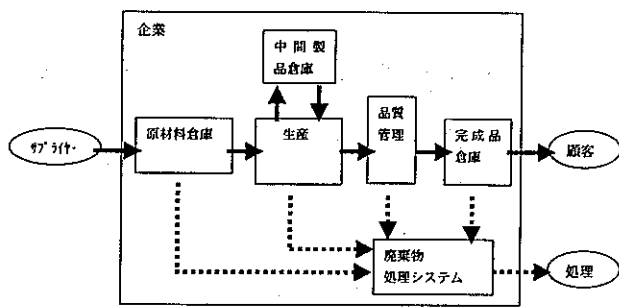 企業
中間製
品倉庫
サプライヤー
原材料倉庫
生産
品質
管理
完成品
倉庫
顧客
廃棄物
処理システム
処理